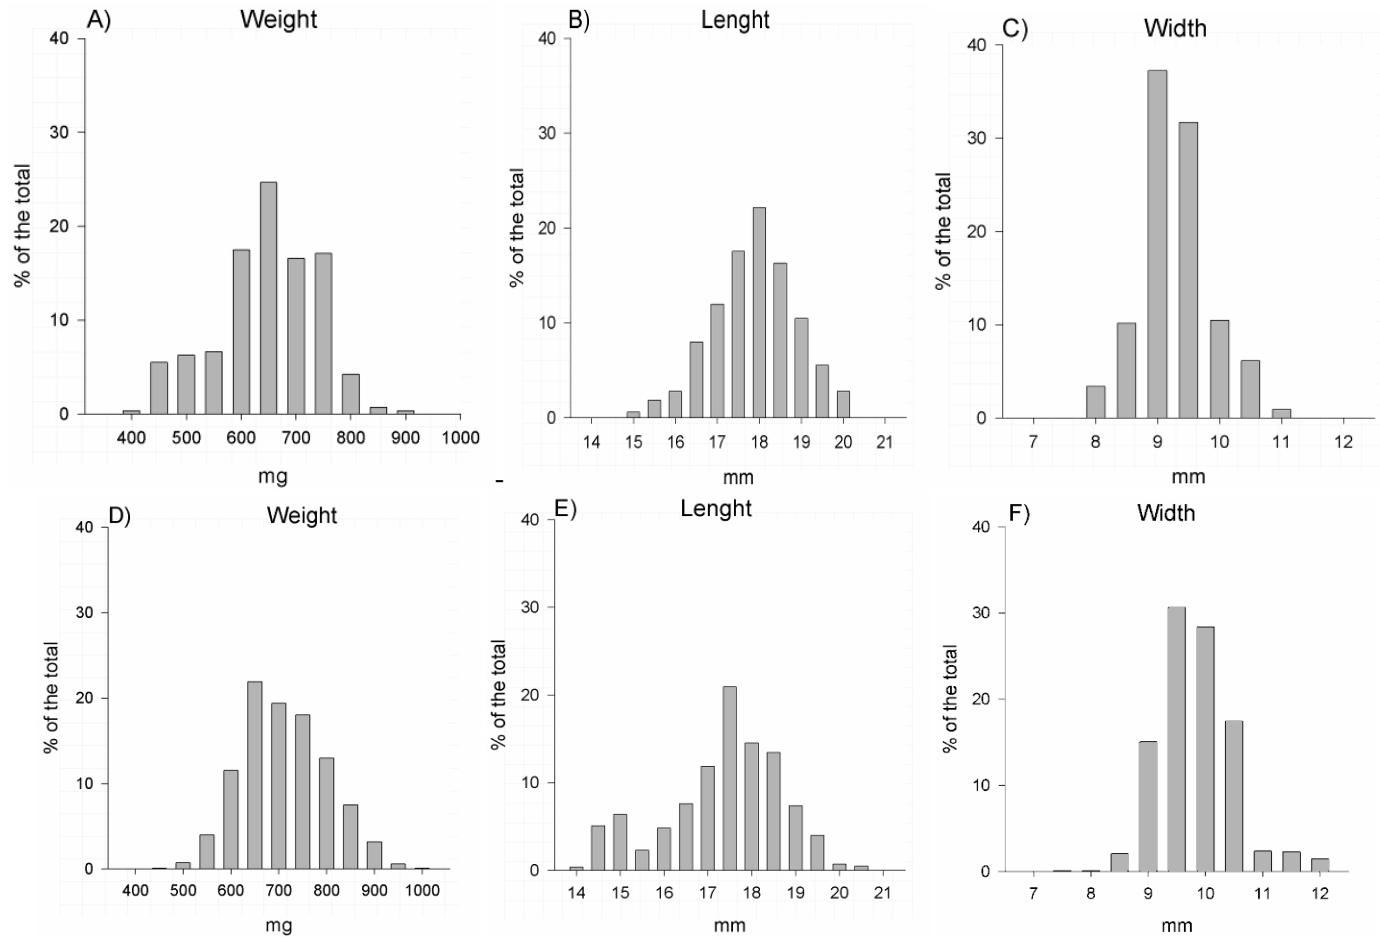 A) Weight
40
30
20
10
0
% of the total
400 500 600 700 800 900 1000
mg
B) Lenght
40
30
20
10
0
% of the total
14 15 16 17 18 19 20 21
mm
C) Width
40
30
20
10
0
% of the total
7 8 9 10 11 12
mm
D) Weight
40
30
20
10
0
% of the total
400 500 600 700 800 900 1000
mg
E) Lenght
40
30
20
10
0
% of the total
14 15 16 17 18 19 20 21
mm
F) Width
40
30
20
10
0
% of the total
7 8 9 10 11 12
mm